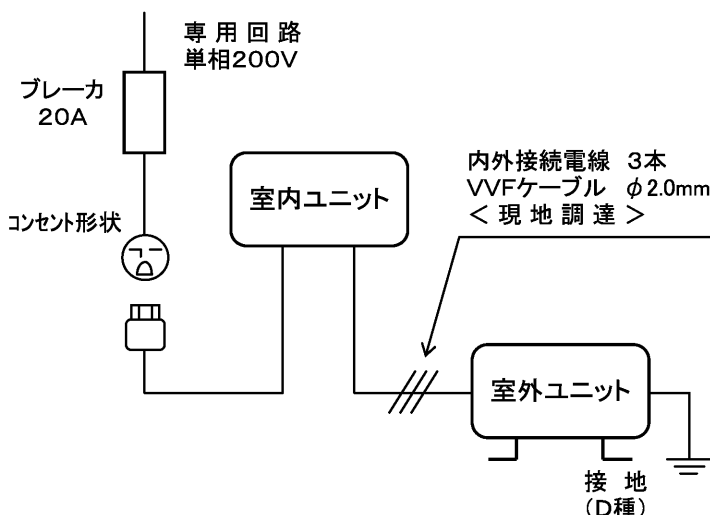 専用回路
単相200V
ブレーカ
20A
コンセント形状
室内ユニット
内外接続電線 3本
VVFケーブル φ2.0mm
＜現地調達＞
室外ユニット
接地
(D種)